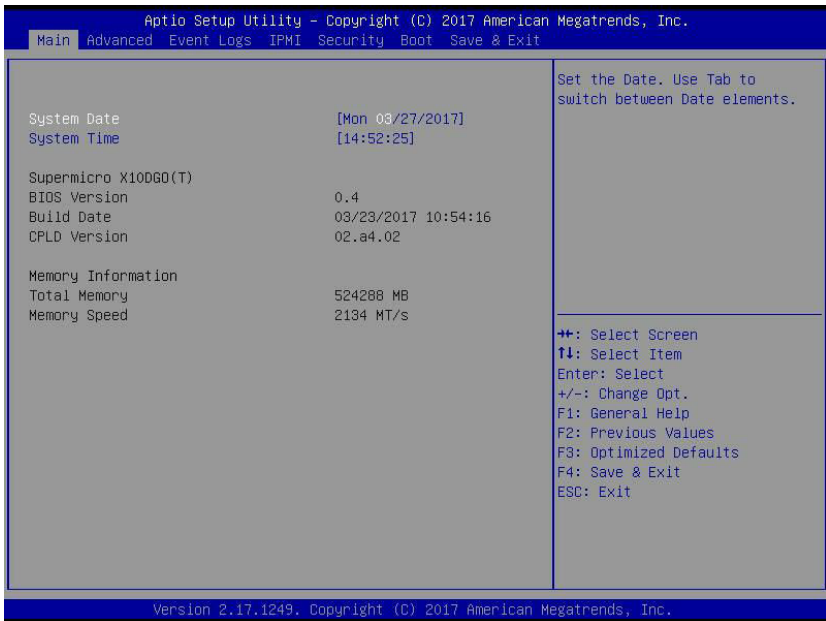 Aptio Setup Utility – Copyright (C) 2017 American Megatrends, Inc.
Main Advanced Event Logs IPMI Security Boot Save & Exit
Set the Date. Use Tab to
switch between Date elements.
System Date [Mon 03/27/2017]
System Time [14:52:25]
Supermicro X10DGO(T)
BIOS Version 0.4
Build Date 03/23/2017 10:54:16
CPLD Version 02.a4.02
Memory Information
Total Memory 524288 MB
Memory Speed 2134 MT/s
→←: Select Screen
↑↓: Select Item
Enter: Select
+/-: Change Opt.
F1: General Help
F2: Previous Values
F3: Optimized Defaults
F4: Save & Exit
ESC: Exit
Version 2.17.1249. Copyright (C) 2017 American Megatrends, Inc.